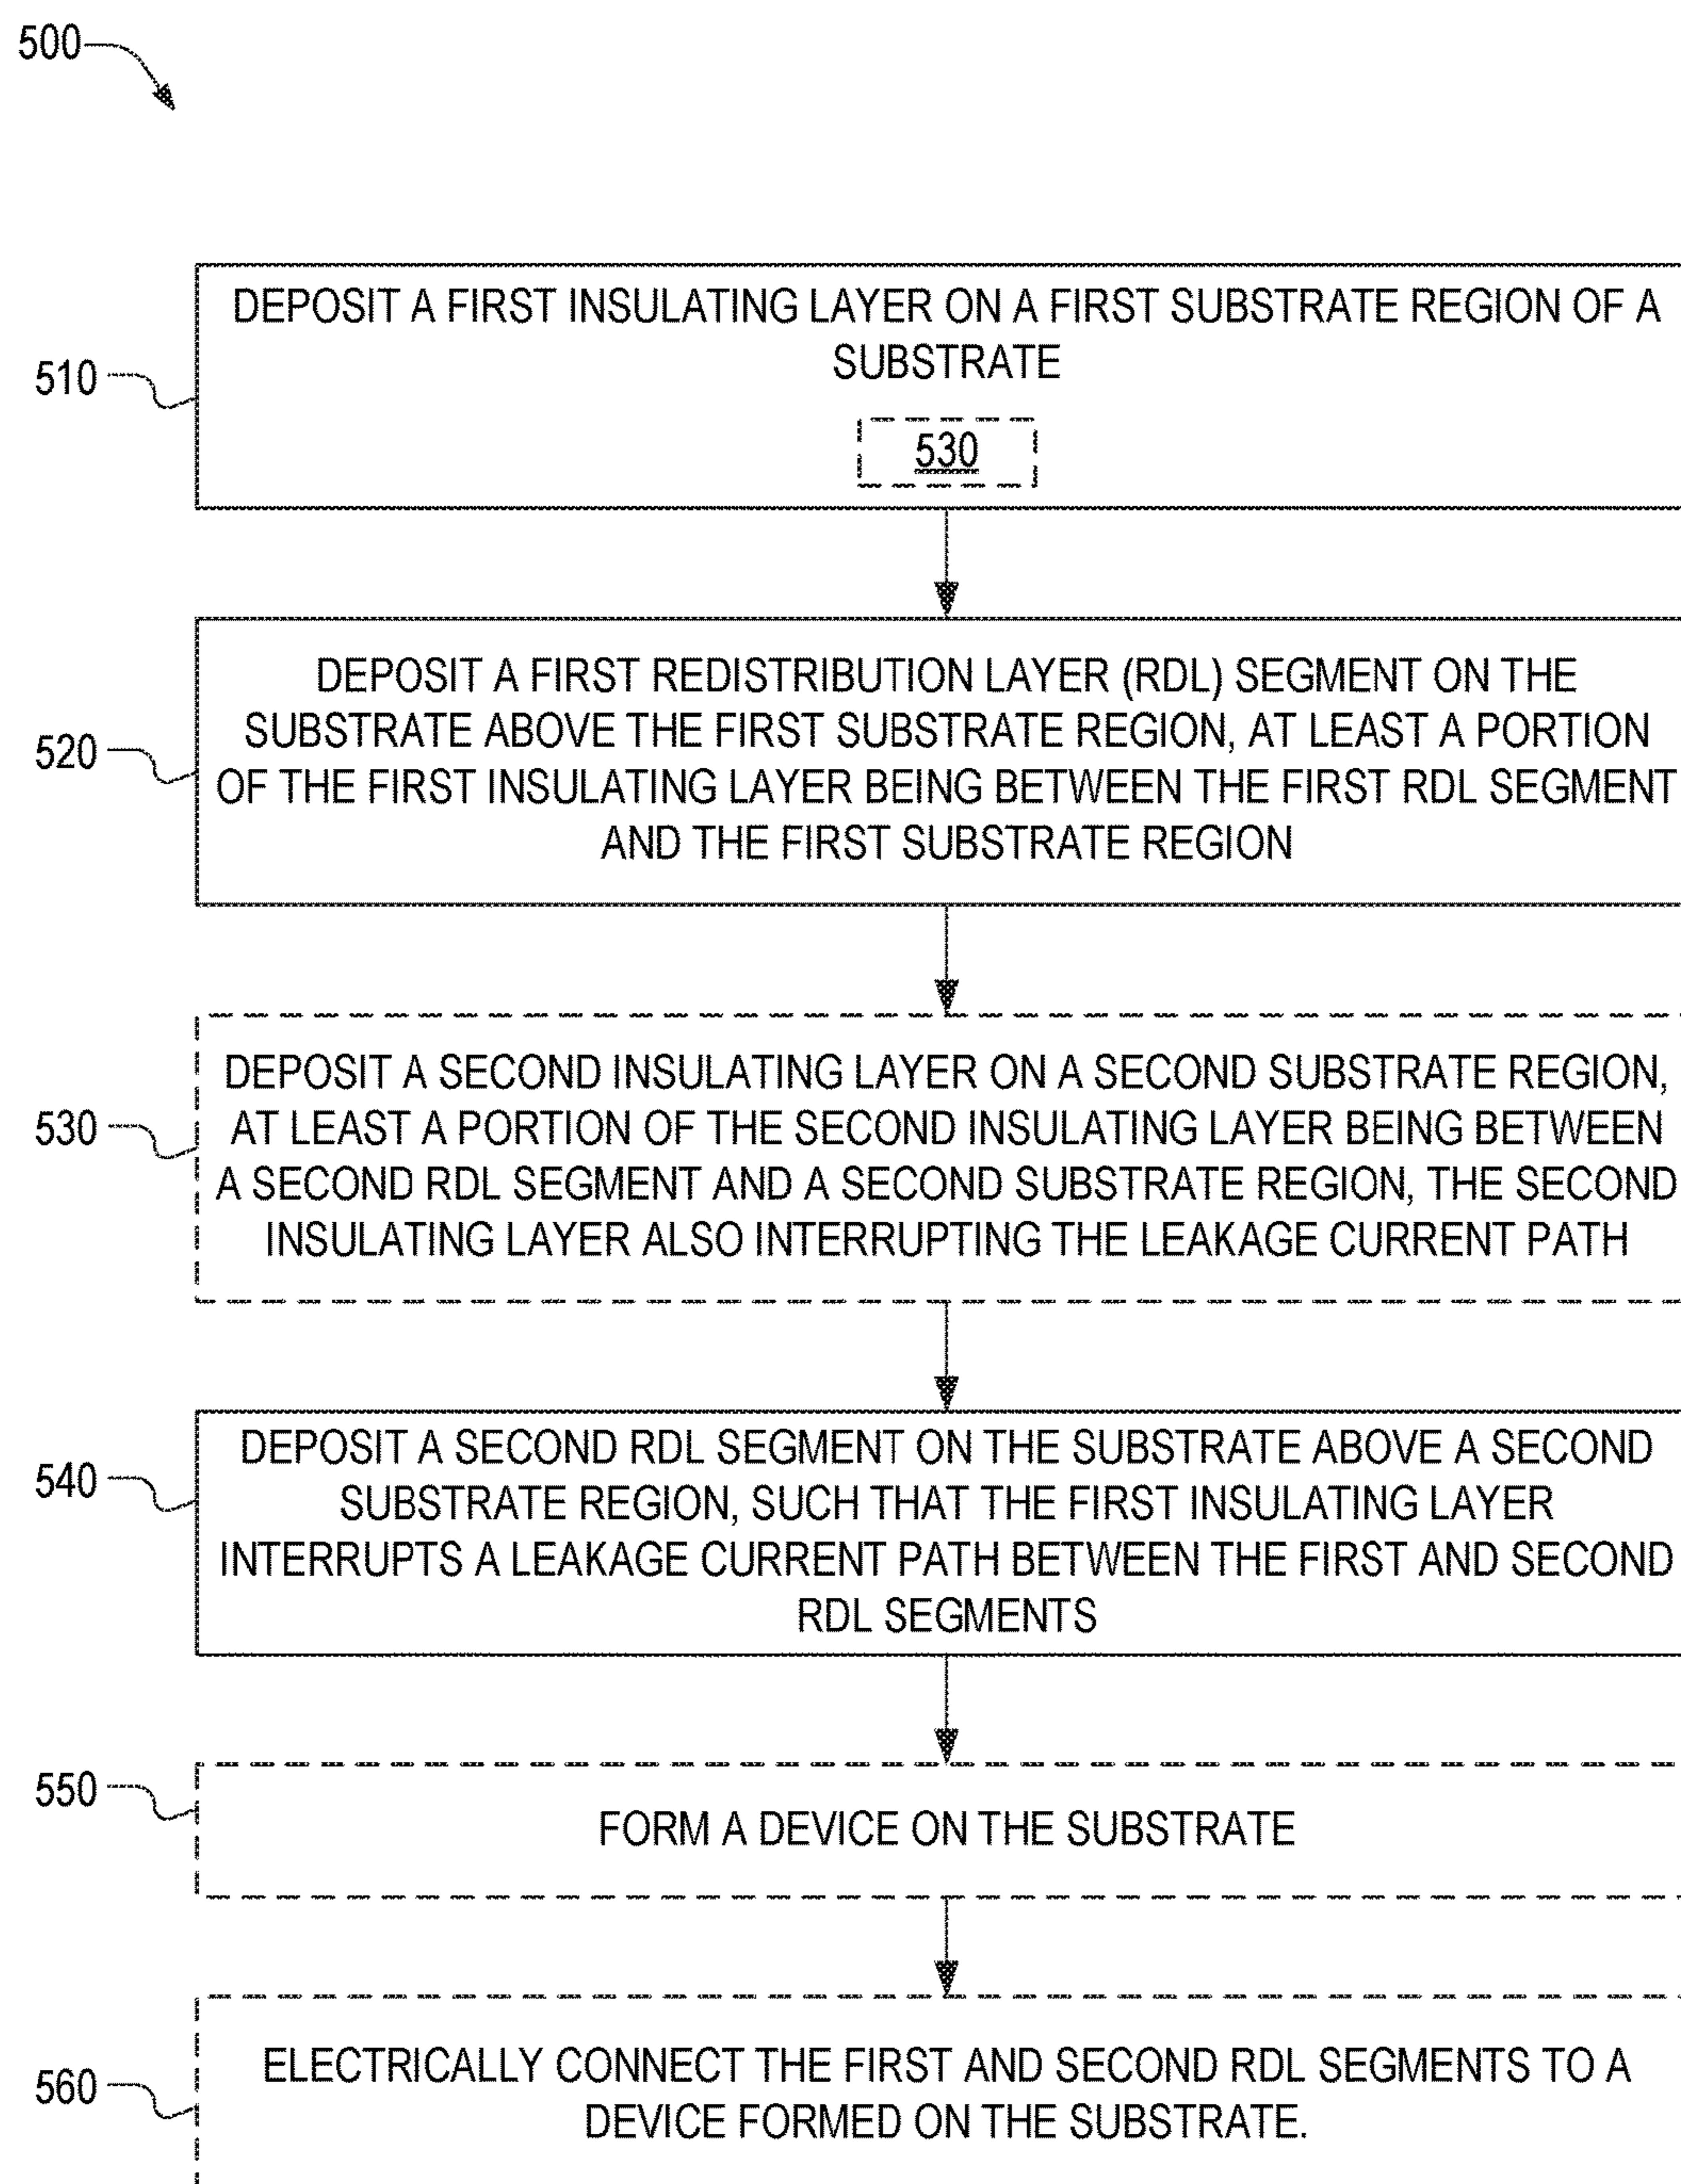 500
DEPOSIT A FIRST INSULATING LAYER ON A FIRST SUBSTRATE REGION OF A
SUBSTRATE
510
530
DEPOSIT A FIRST REDISTRIBUTION LAYER (RDL) SEGMENT ON THE
SUBSTRATE ABOVE THE FIRST SUBSTRATE REGION, AT LEAST A PORTION
520
OF THE FIRST INSULATING LAYER BEING BETWEEN THE FIRST RDL SEGMENT
AND THE FIRST SUBSTRATE REGION
DEPOSIT A SECOND INSULATING LAYER ON A SECOND SUBSTRATE REGION,
530
AT LEAST A PORTION OF THE SECOND INSULATING LAYER BEING BETWEEN
A SECOND RDL SEGMENT AND A SECOND SUBSTRATE REGION, THE SECOND
INSULATING LAYER ALSO INTERRUPTING THE LEAKAGE CURRENT PATH
DEPOSIT A SECOND RDL SEGMENT ON THE SUBSTRATE ABOVE A SECOND
540
SUBSTRATE REGION, SUCH THAT THE FIRST INSULATING LAYER
INTERRUPTS A LEAKAGE CURRENT PATH BETWEEN THE FIRST AND SECOND
RDL SEGMENTS
550
FORM A DEVICE ON THE SUBSTRATE
ELECTRICALLY CONNECT THE FIRST AND SECOND RDL SEGMENTS TO A
560
DEVICE FORMED ON THE SUBSTRATE.